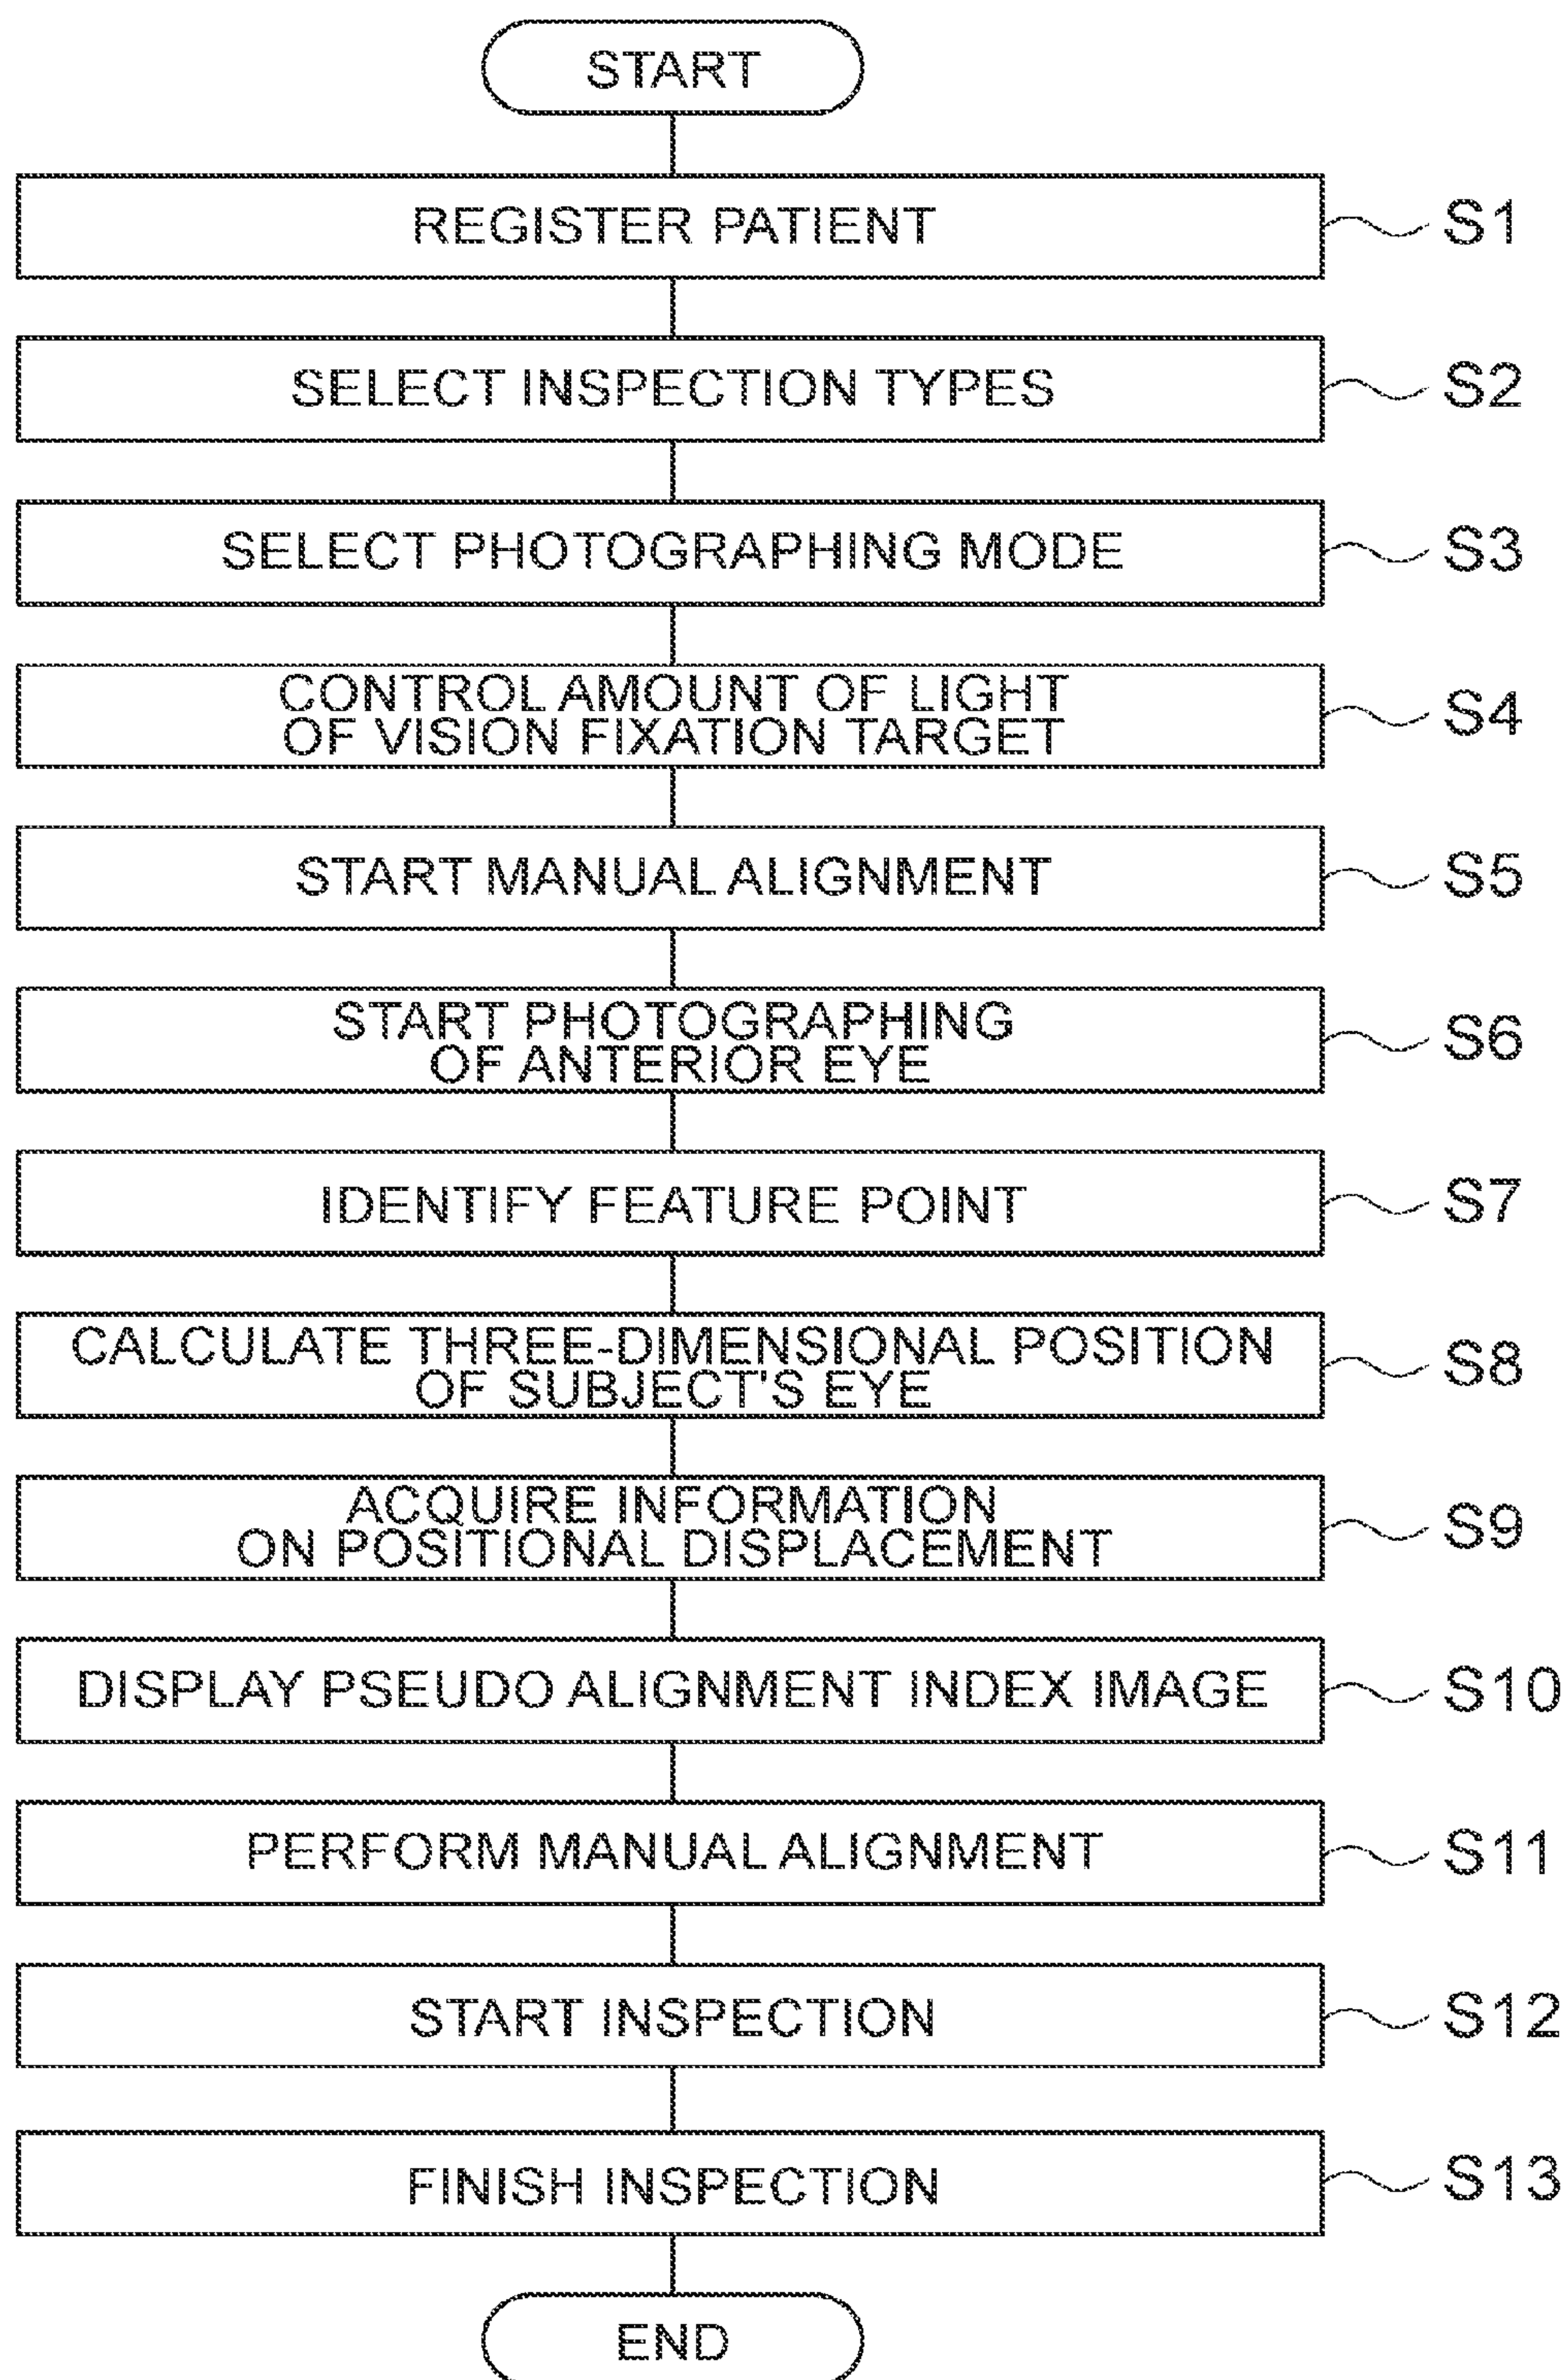 START
REGISTER PATIENT
S1
SELECT INSPECTION TYPES
S2
SELECT PHOTOGRAPHING MODE
S3
CONTROL AMOUNT OF LIGHT
OF VISION FIXATION TARGET
S4
START MANUAL ALIGNMENT
S5
START PHOTOGRAPHING
OF ANTERIOR EYE
S6
IDENTIFY FEATURE POINT
S7
CALCULATE THREE-DIMENSIONAL POSITION
OF SUBJECT'S EYE
S8
ACQUIRE INFORMATION
ON POSITIONAL DISPLACEMENT
S9
DISPLAY PSEUDO ALIGNMENT INDEX IMAGE
S10
PERFORM MANUAL ALIGNMENT
S11
START INSPECTION
S12
FINISH INSPECTION
S13
END